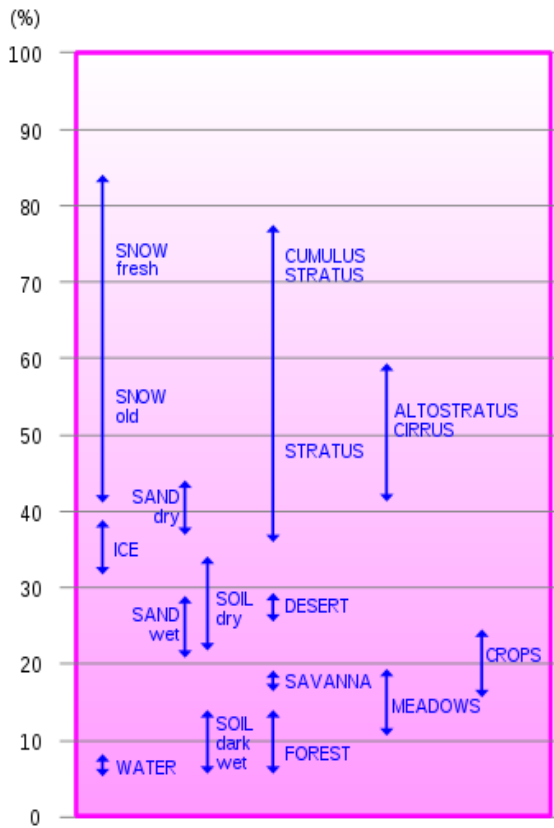 (%)
100
90
80
70
60
50
40
30
20
10
0
SNOW
fresh
SNOW
old
CUMULUS
STRATUS
STRATUS
ALTOSTRATUS
CIRRUS
SAND
dry
ICE
SOIL
dry
SAND
wet
DESERT
CROPS
SAVANNA
MEADOWS
SOIL
dark
wet
FOREST
WATER